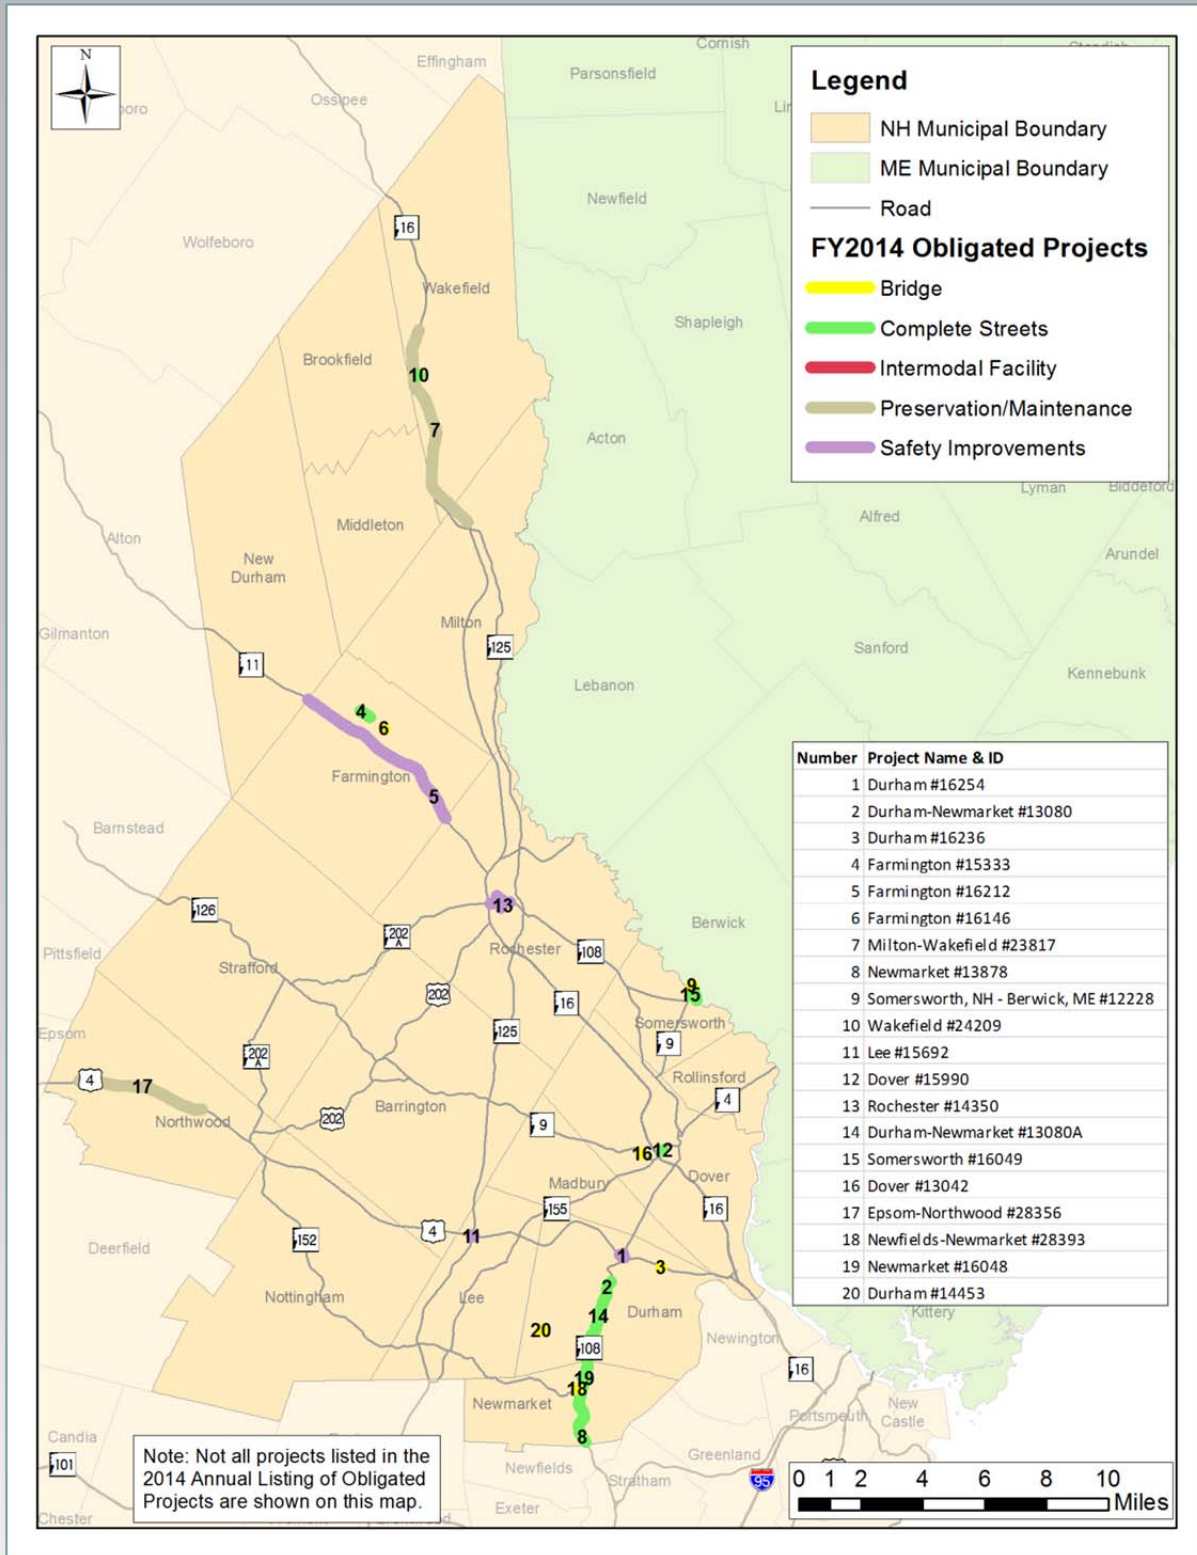 N
Cornish
Effingham
Parsonsfield
Ossipee
Newfield
Wolfeboro
16
Wakefield
Shapleigh
Brookfield
10
7
Acton
Lyman
Biddeford
Middleton
Alfred
Alton
Arundel
New
Durham
Milton
Gilmanton
125
Sanford
11
Kennebunk
Lebanon
4
6
Farmington
5
Barnstead
13
126
202
A
Berwick
Rochester
108
Pittsfield
Strafford
9
15
202
16
Somersworth
125
Epsom
9
202
A
Rollinsford
4
17
4
Barrington
Northwood
202
9
16
12
Dover
Madbury
155
16
4
11
152
Deerfield
1
3
2
Nottingham
Lee
14
Durham
20
108
Newington
Kittery
19
18
16
Newmarket
New
Castle
Portsmouth
8
Candia
101
Greenland
Newfields
95
Stratham
Exeter
Chester
Legend
NH Municipal Boundary
ME Municipal Boundary
Road
FY2014 Obligated Projects
Bridge
Complete Streets
Intermodal Facility
Preservation/Maintenance
Safety Improvements
Number Project Name & ID
1 Durham #16254
2 Durham-Newmarket #13080
3 Durham #16236
4 Farmington #15333
5 Farmington #16212
6 Farmington #16146
7 Milton-Wakefield #23817
8 Newmarket #13878
9 Somersworth, NH - Berwick, ME #12228
10 Wakefield #24209
11 Lee #15692
12 Dover #15990
13 Rochester #14350
14 Durham-Newmarket #13080A
15 Somersworth #16049
16 Dover #13042
17 Epsom-Northwood #28356
18 Newfields-Newmarket #28393
19 Newmarket #16048
20 Durham #14453
Note: Not all projects listed in the
2014 Annual Listing of Obligated
Projects are shown on this map.
0 1 2 4 6 8 10
Miles